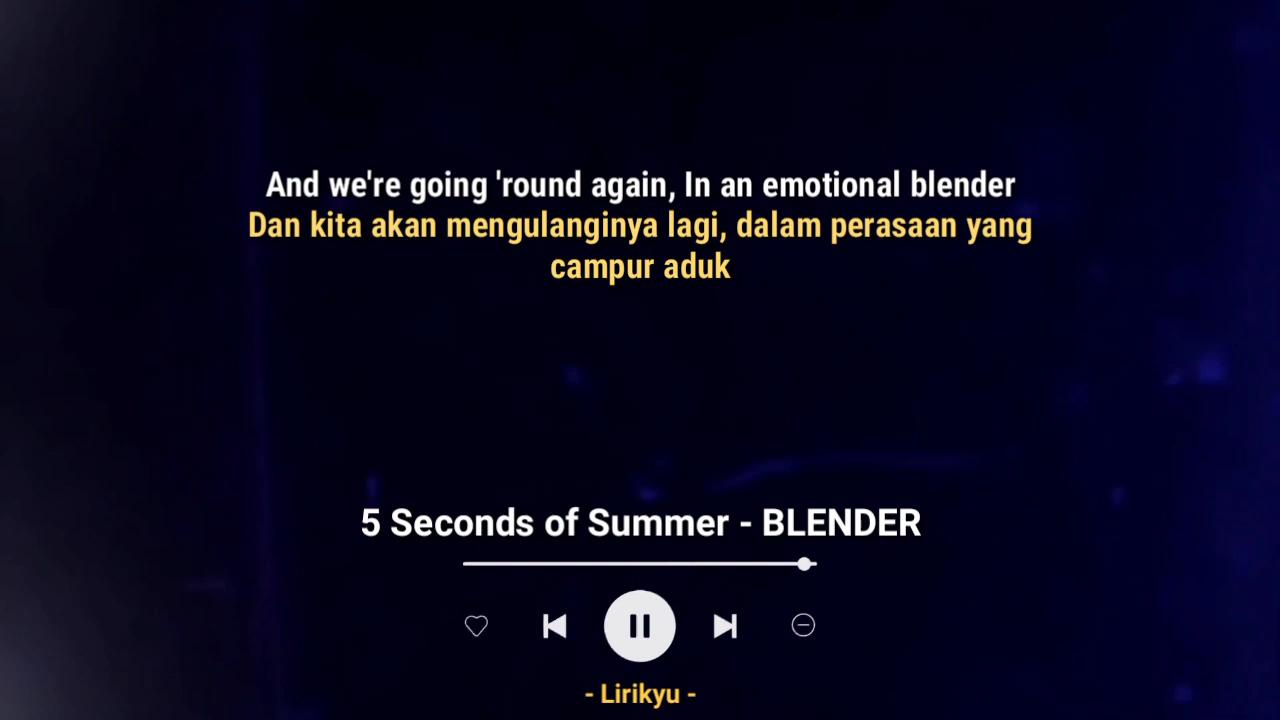 And we're going 'round again, In an emotional blender
Dan kita akan mengulanginya lagi, dalam perasaan yang
campur aduk
5 Seconds of Summer - BLENDER
- Lirikyu -